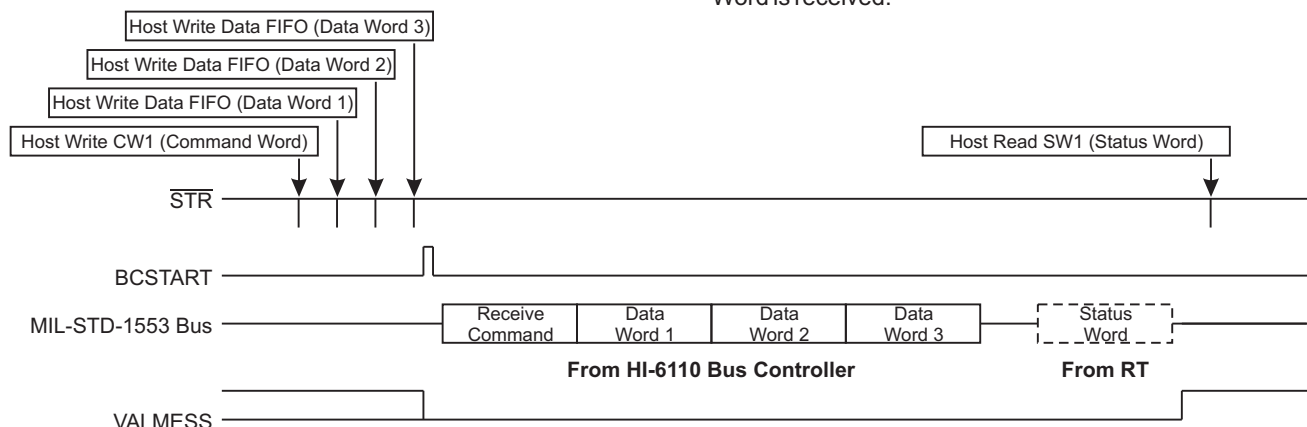 Word is received.
Host Write Data FIFO (Data Word 3)
Host Write Data FIFO (Data Word 2)
Host Write Data FIFO (Data Word 1)
Host Write CW1 (Command Word)
Host Read SW1 (Status Word)
STR
BCSTART
MIL-STD-1553 Bus
Receive Command
Data Word 1
Data Word 2
Data Word 3
Status Word
From HI-6110 Bus Controller
From RT
VALMESS